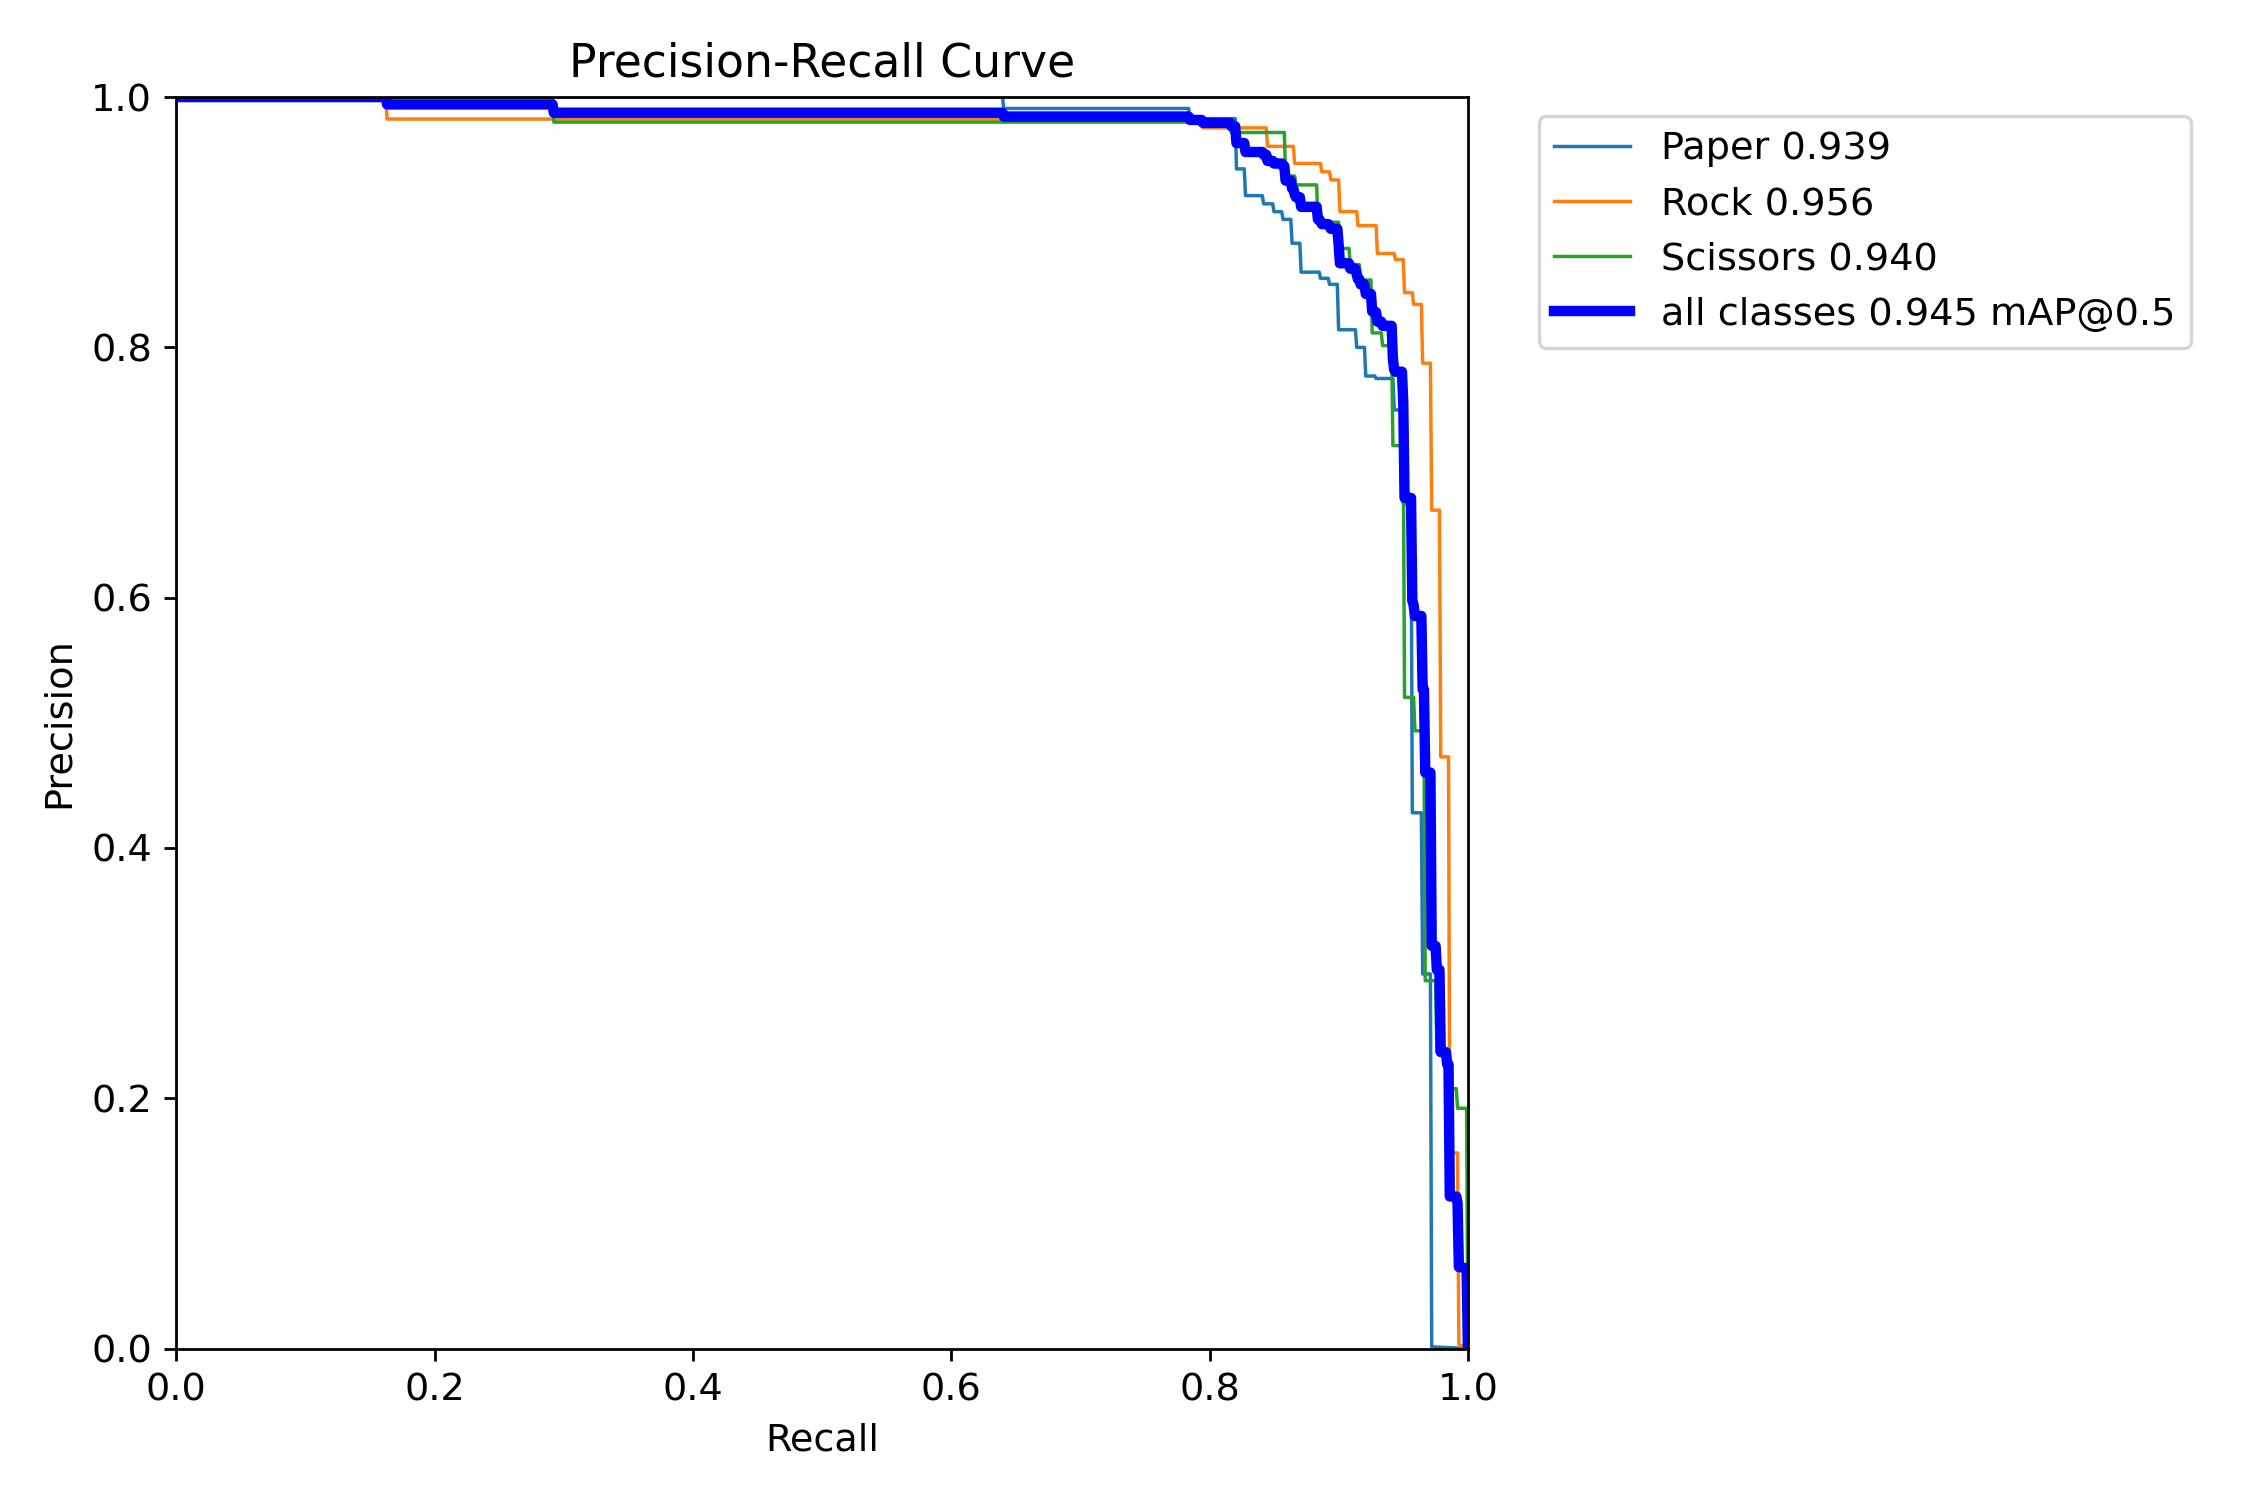 Precision-Recall Curve
1.0
0.8
0.6
0.4
0.2
0.0
Precision
0.0 0.2 0.4 0.6 0.8 1.0
Recall
Paper 0.939
Rock 0.956
Scissors 0.940
all classes 0.945 mAP@0.5